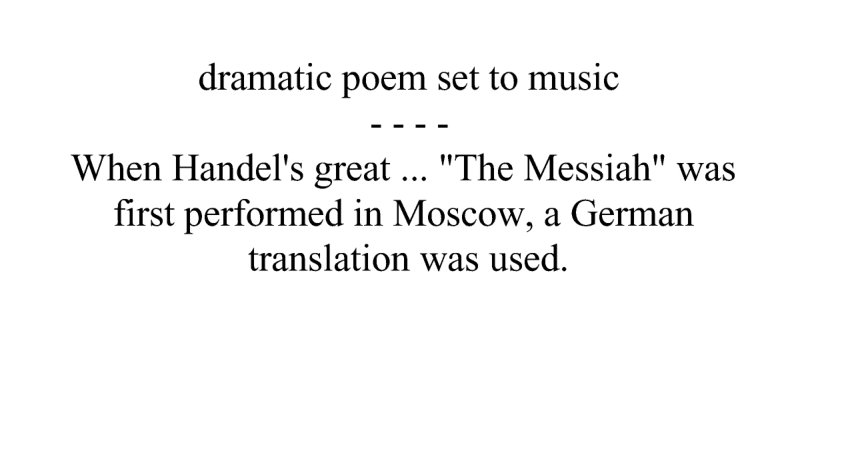 dramatic poem set to music
- - - -
When Handel's great ... "The Messiah" was
first performed in Moscow, a German
translation was used.